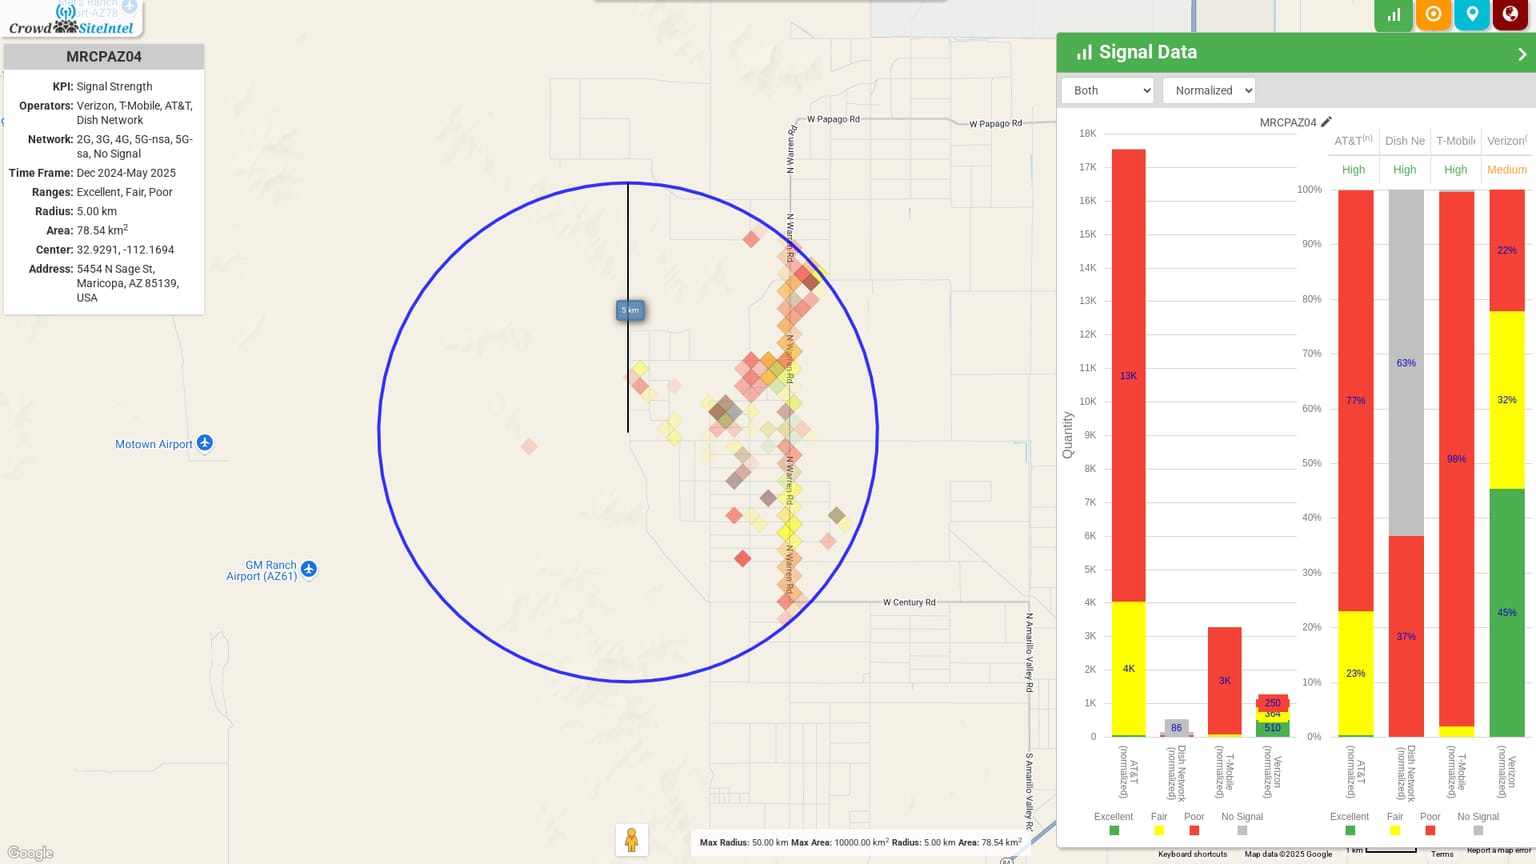 Crowd SiteIntel
ort-AZ78
MRCPAZ04
KPI: Signal Strength
Operators: Verizon, T-Mobile, AT&T,
Dish Network
Network: 2G, 3G, 4G, 5G-nsa, 5G-
sa, No Signal
Time Frame: Dec 2024-May 2025
Ranges: Excellent, Fair, Poor
Radius: 5.00 km
Area: 78.54 km²
Center: 32.9291, -112.1694
Address: 5454 N Sage St,
Maricopa, AZ 85139,
USA
W Papago Rd
W Papago Rd
N Warren Rd
N Warren Rd
N Warren Rd
N Warren Rd
N Warren Rd
5 km
Motown Airport
GM Ranch
Airport (AZ61)
W Century Rd
N Amarillo Valley Rd
S Amarillo Valley Rd
84
Google
Max Radius: 50.00 km Max Area: 10000.00 km² Radius: 5.00 km Area: 78.54 km²
Signal Data
Both
Normalized
MRCPAZ04
Quantity
18K
17K
16K
15K
14K
13K
12K
11K
10K
9K
8K
7K
6K
5K
4K
3K
2K
1K
0
13K
4K
86
3K
250
364
510
AT&T (normalized)
Dish Network (normalized)
T-Mobile (normalized)
Verizon (normalized)
Excellent Fair Poor No Signal
AT&T(n) Dish Ne T-Mobile Verizon(
High High High Medium
100%
90%
80%
70%
60%
50%
40%
30%
20%
10%
0%
77%
23%
63%
37%
98%
22%
32%
45%
AT&T (normalized)
Dish Network (normalized)
T-Mobile (normalized)
Verizon (normalized)
Excellent Fair Poor No Signal
Keyboard shortcuts
Map data ©2025 Google
1 km
Terms
Report a map error